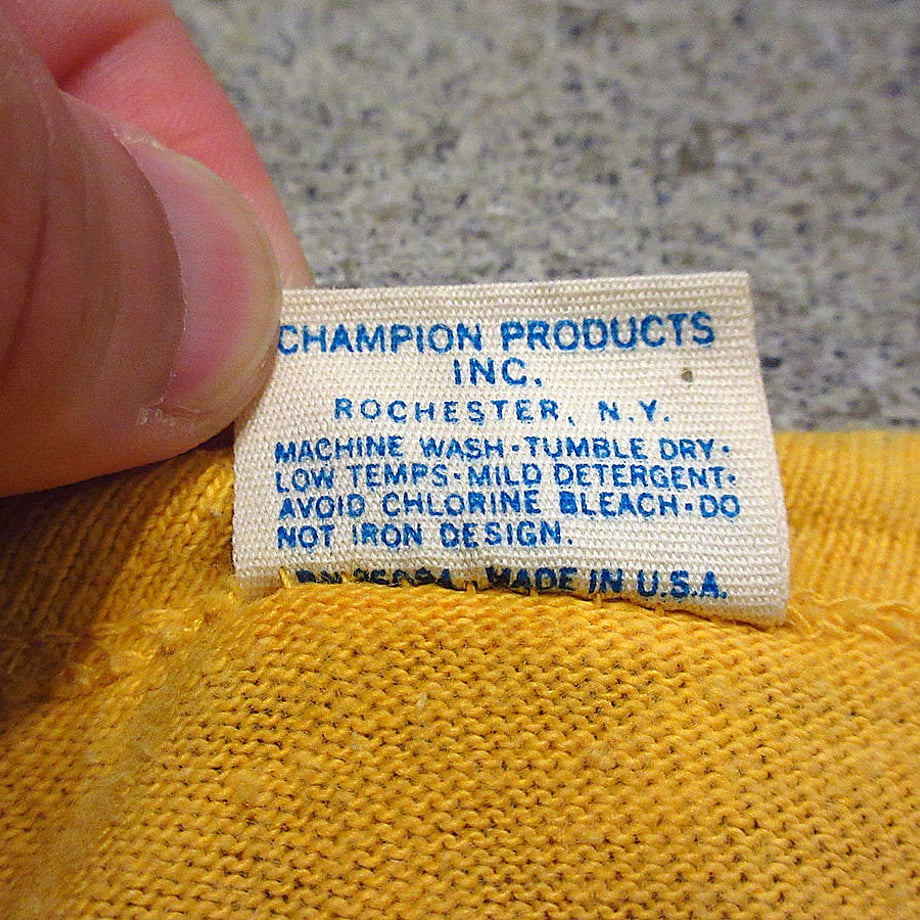 CHAMPION PRODUCTS
INC.
ROCHESTER, N.Y.
MACHINE WASH·TUMBLE DRY·
LOW TEMPS·MILD DETERGENT·
AVOID CHLORINE BLEACH·DO
NOT IRON DESIGN.
MADE IN U.S.A.